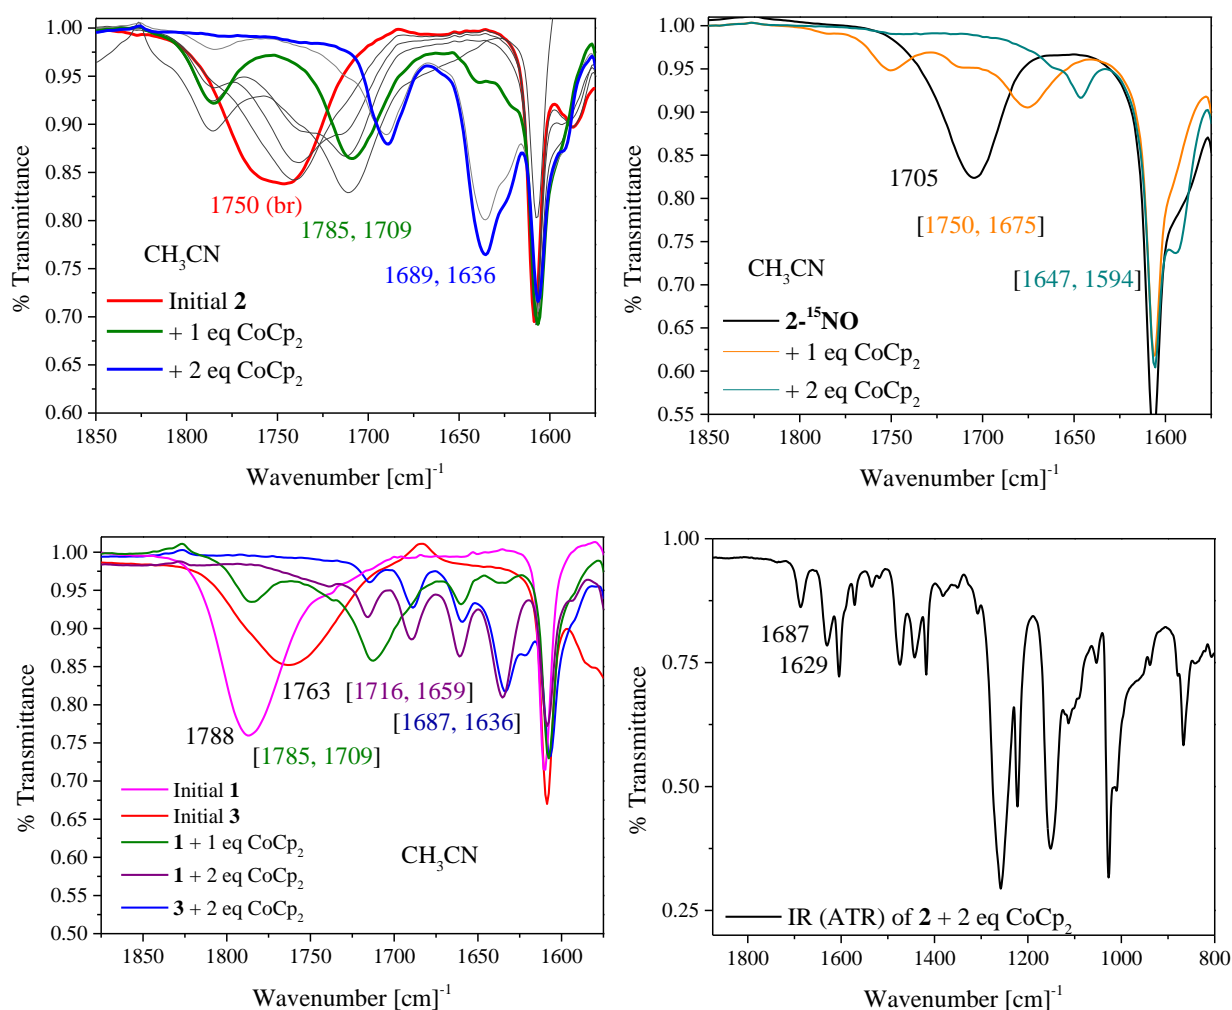 % Transmittance
1.00
0.95
0.90
0.85
0.80
0.75
0.70
0.65
0.60
1750 (br)
1785, 1709
1689, 1636
CH3CN
Initial 2
+ 1 eq CoCp2
+ 2 eq CoCp2
1850 1800 1750 1700 1650 1600
Wavenumber [cm]-1
% Transmittance
1.00
0.95
0.90
0.85
0.80
0.75
0.70
0.65
0.60
0.55
1705
[1750, 1675]
[1647, 1594]
CH3CN
2-15NO
+ 1 eq CoCp2
+ 2 eq CoCp2
1850 1800 1750 1700 1650 1600
Wavenumber [cm]-1
% Transmittance
1.00
0.95
0.90
0.85
0.80
0.75
0.70
0.65
0.60
0.55
0.50
1763
[1716, 1659]
[1687, 1636]
1788
[1785, 1709]
Initial 1
Initial 3
1 + 1 eq CoCp2
1 + 2 eq CoCp2
3 + 2 eq CoCp2
CH3CN
1850 1800 1750 1700 1650 1600
Wavenumber [cm]-1
% Transmittance
1.00
0.75
0.50
0.25
1687
1629
IR (ATR) of 2 + 2 eq CoCp2
1800 1600 1400 1200 1000 800
Wavenumber [cm]-1